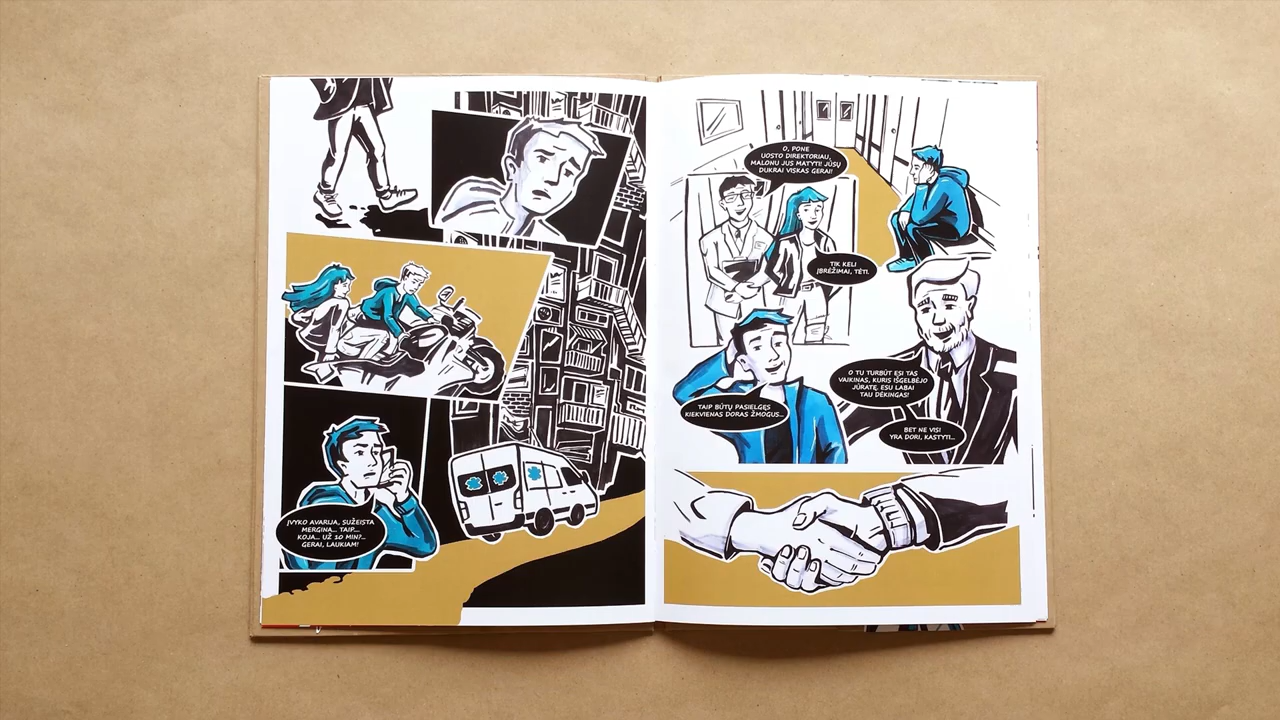 ĮVYKO AVARIJA, SUŽEISTA
MERGINA... TAIP....
KOJA... UŽ 10 MIN?..
GERAI, LAUKIAM!
O, PONE
UOSTO DIREKTORIAU,
MALONU JUS MATYTI! JŪSŲ
DUKRAI VISKAS GERAI!
TIK KELI
ĮBRĖŽIMAI, TĖTI.
TAIP BŪTŲ PASIELGĘS
KIEKVIENAS DORAS ŽMOGUS...
O TU TURBŪT ESI TAS
VAIKINAS, KURIS IŠGELBĖJO
JŪRATĘ. ESU LABAI
TAU DĖKINGAS!
BET NE VISI
YRA DORI, KASTYTI...